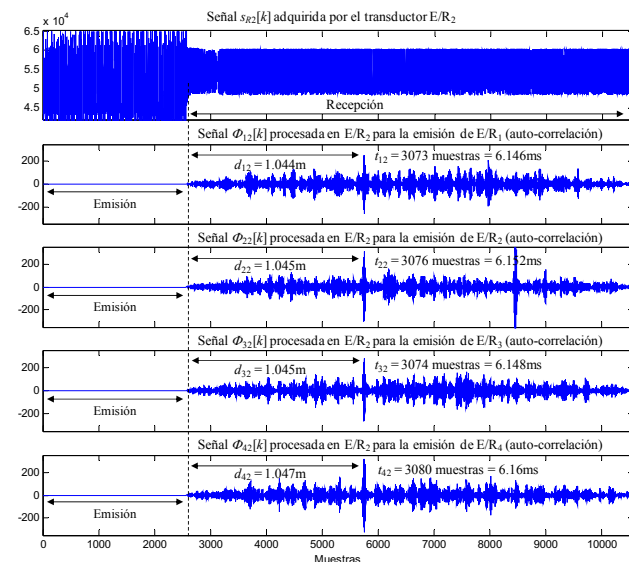 Señal s_R2[k] adquirida por el transductor E/R₂
x 10⁴
6.5
6
5.5
5
4.5
Recepción
Señal Φ₁₂[k] procesada en E/R₂ para la emisión de E/R₁ (auto-correlación)
200
0
-200
d₁₂ = 1.044m
t₁₂ = 3073 muestras = 6.146ms
Emisión
Señal Φ₂₂[k] procesada en E/R₂ para la emisión de E/R₂ (auto-correlación)
200
0
-200
d₂₂ = 1.045m
t₂₂ = 3076 muestras = 6.152ms
Emisión
Señal Φ₃₂[k] procesada en E/R₂ para la emisión de E/R₃ (auto-correlación)
200
0
-200
d₃₂ = 1.045m
t₃₂ = 3074 muestras = 6.148ms
Emisión
Señal Φ₄₂[k] procesada en E/R₂ para la emisión de E/R₄ (auto-correlación)
200
0
-200
d₄₂ = 1.047m
t₄₂ = 3080 muestras = 6.16ms
Emisión
0 1000 2000 3000 4000 5000 6000 7000 8000 9000 10000
Muestras